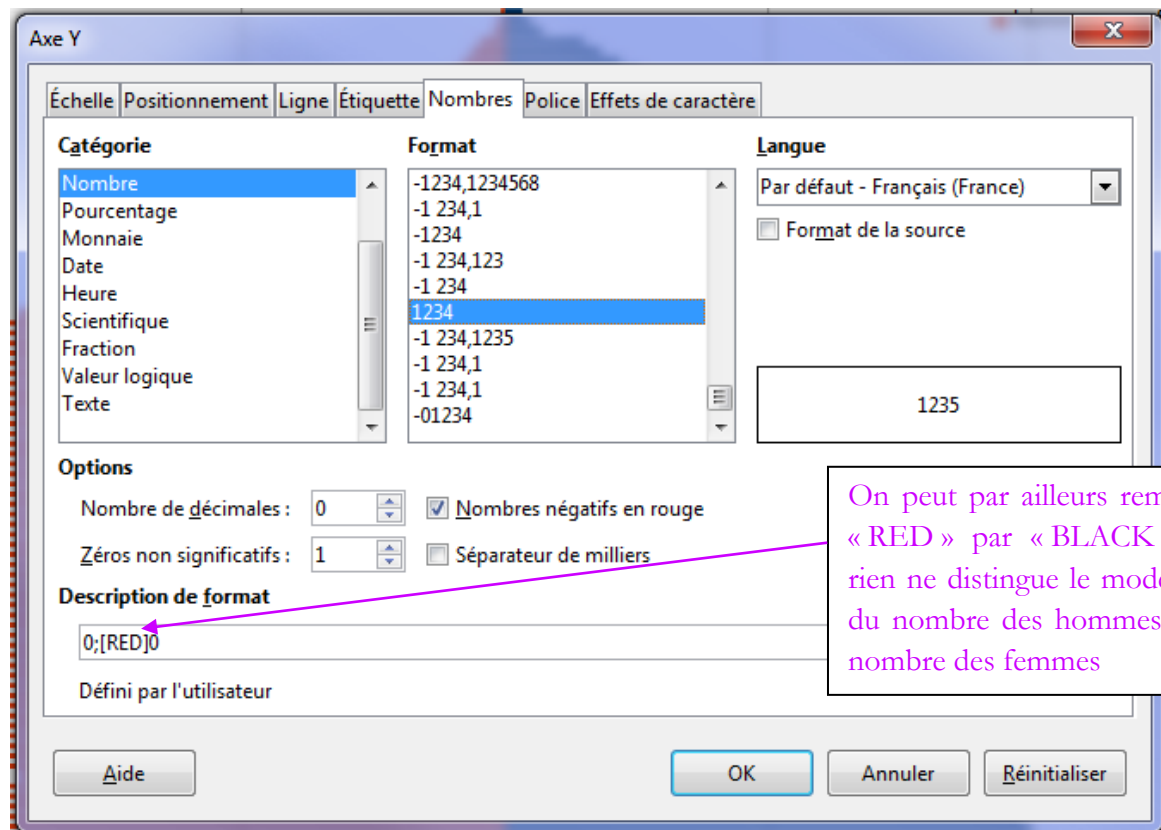 Axe Y
Échelle Positionnement Ligne Étiquette Nombres Police Effets de caractère
Catégorie
Nombre
Pourcentage
Monnaie
Date
Heure
Scientifique
Fraction
Valeur logique
Texte
Format
-1234,1234568
-1 234,1
-1234
-1 234,123
-1 234
1234
-1 234,1235
-1 234,1
-1 234,1
-01234
Langue
Par défaut - Français (France)
Format de la source
1235
Options
Nombre de décimales : 0
Nombres négatifs en rouge
Zéros non significatifs : 1
Séparateur de milliers
Description de format
0;[RED]0
Défini par l'utilisateur
On peut par ailleurs rem
« RED » par « BLACK
rien ne distingue le mod
du nombre des hommes
nombre des femmes
Aide
OK
Annuler
Réinitialiser